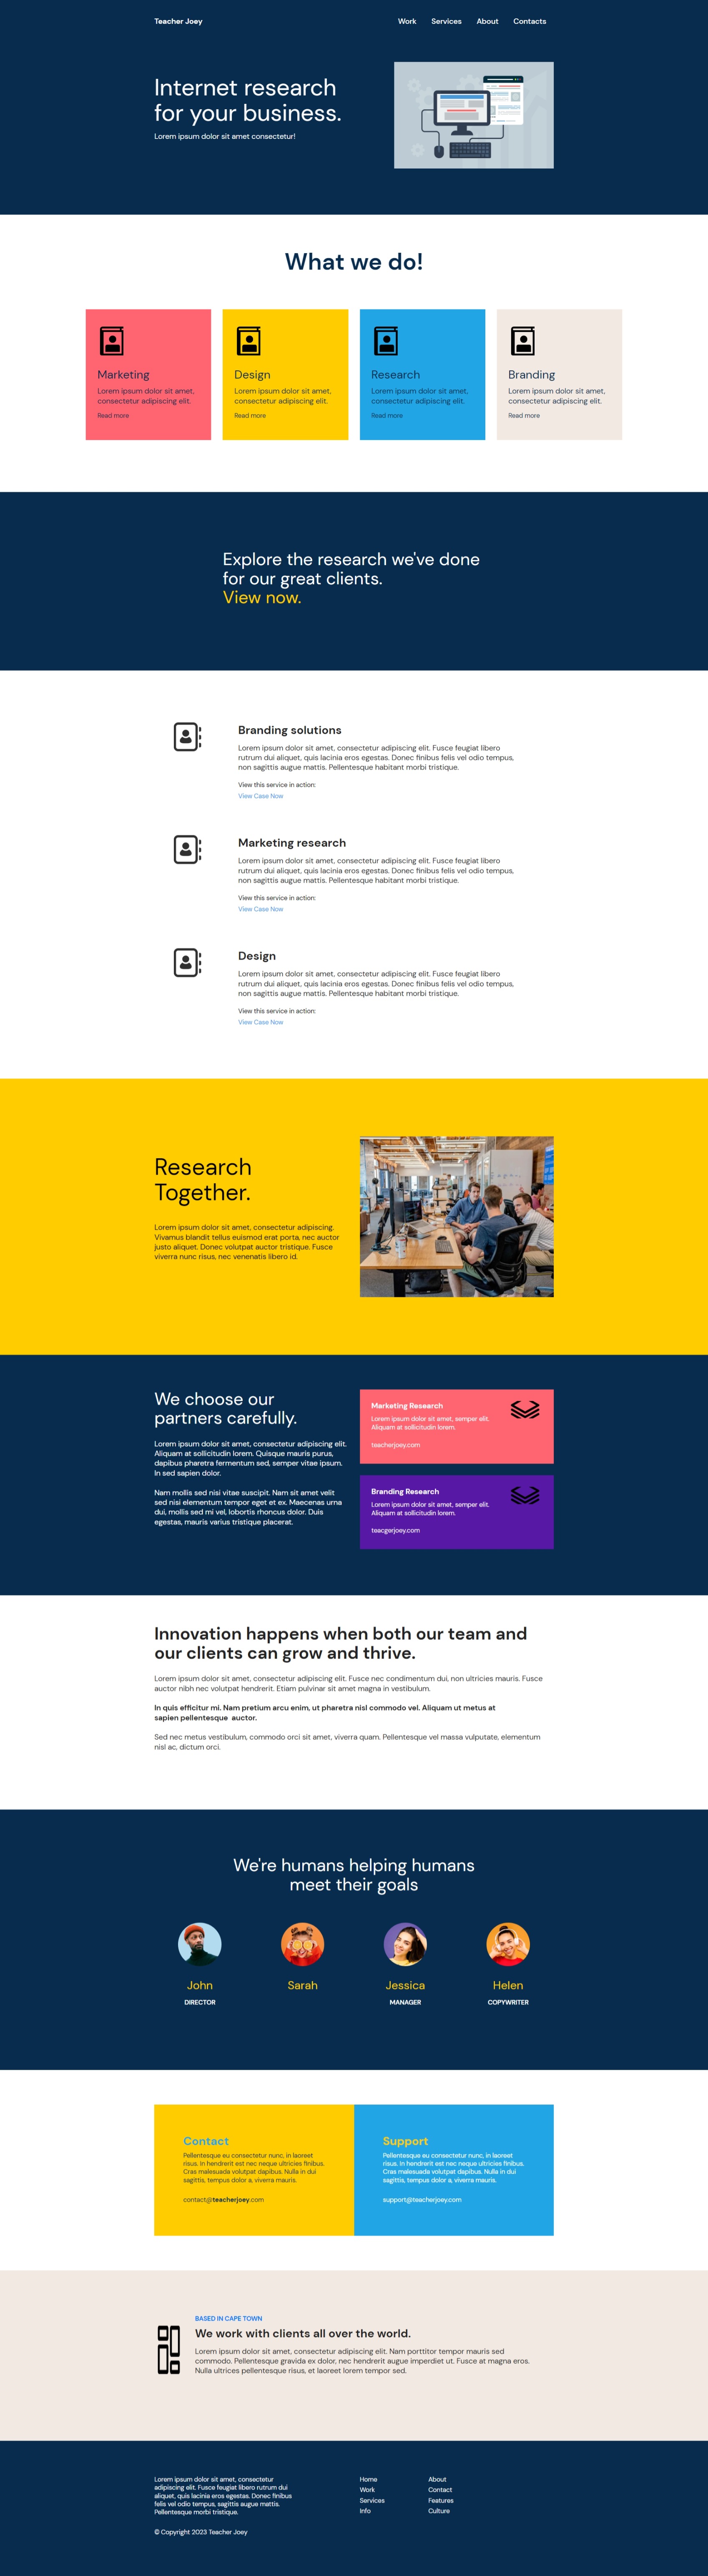 Teacher Joey
Work Services About Contacts
Internet research
for your business.
Lorem ipsum dolor sit amet consectetur!
What we do!
Marketing
Lorem ipsum dolor sit amet,
consectetur adipiscing elit.
Read more
Design
Lorem ipsum dolor sit amet,
consectetur adipiscing elit.
Read more
Research
Lorem ipsum dolor sit amet,
consectetur adipiscing elit.
Read more
Branding
Lorem ipsum dolor sit amet,
consectetur adipiscing elit.
Read more
Explore the research we've done
for our great clients.
View now.
Branding solutions
Lorem ipsum dolor sit amet, consectetur adipiscing elit. Fusce feugiat libero
rutrum dui aliquet, quis lacinia eros egestas. Donec finibus felis vel odio tempus,
non sagittis augue mattis. Pellentesque habitant morbi tristique.
View this service in action:
View Case Now
Marketing research
Lorem ipsum dolor sit amet, consectetur adipiscing elit. Fusce feugiat libero
rutrum dui aliquet, quis lacinia eros egestas. Donec finibus felis vel odio tempus,
non sagittis augue mattis. Pellentesque habitant morbi tristique.
View this service in action:
View Case Now
Design
Lorem ipsum dolor sit amet, consectetur adipiscing elit. Fusce feugiat libero
rutrum dui aliquet, quis lacinia eros egestas. Donec finibus felis vel odio tempus,
non sagittis augue mattis. Pellentesque habitant morbi tristique.
View this service in action:
View Case Now
Research
Together.
Lorem ipsum dolor sit amet, consectetur adipiscing.
Vivamus blandit tellus euismod erat porta, nec auctor
justo aliquet. Donec volutpat auctor tristique. Fusce
viverra nunc risus, nec venenatis libero id.
We choose our
partners carefully.
Lorem ipsum dolor sit amet, consectetur adipiscing elit.
Aliquam at sollicitudin lorem. Quisque mauris purus,
dapibus pharetra fermentum sed, semper vitae ipsum.
In sed sapien dolor.
Nam mollis sed nisi vitae suscipit. Nam sit amet velit
sed nisi elementum tempor eget et ex. Maecenas urna
dui, mollis sed mi vel, lobortis rhoncus dolor. Duis
egestas, mauris varius tristique placerat.
Marketing Research
Lorem ipsum dolor sit amet, semper elit.
Aliquam at sollicitudin lorem.
teacherjoey.com
Branding Research
Lorem ipsum dolor sit amet, semper elit.
Aliquam at sollicitudin lorem.
teacgerjoey.com
Innovation happens when both our team and
our clients can grow and thrive.
Lorem ipsum dolor sit amet, consectetur adipiscing elit. Fusce nec condimentum dui, non ultricies mauris. Fusce
auctor nibh nec volutpat hendrerit. Etiam pulvinar sit amet magna in vestibulum.
In quis efficitur mi. Nam pretium arcu enim, ut pharetra nisl commodo vel. Aliquam ut metus at
sapien pellentesque auctor.
Sed nec metus vestibulum, commodo orci sit amet, viverra quam. Pellentesque vel massa vulputate, elementum
nisl ac, dictum orci.
We're humans helping humans
meet their goals
John
DIRECTOR
Sarah
Jessica
MANAGER
Helen
COPYWRITER
Contact
Pellentesque eu consectetur nunc, in laoreet
risus. In hendrerit est nec neque ultricies finibus.
Cras malesuada volutpat dapibus. Nulla in dui
sagittis, tempus dolor a, viverra mauris.
contact@teacherjoey.com
Support
Pellentesque eu consectetur nunc, in laoreet
risus. In hendrerit est nec neque ultricies finibus.
Cras malesuada volutpat dapibus. Nulla in dui
sagittis, tempus dolor a, viverra mauris.
support@teacherjoey.com
BASED IN CAPE TOWN
We work with clients all over the world.
Lorem ipsum dolor sit amet, consectetur adipiscing elit. Nam porttitor tempor mauris sed
commodo. Pellentesque gravida ex dolor, nec hendrerit augue imperdiet ut. Fusce at magna eros.
Nulla ultrices pellentesque risus, et laoreet lorem tempor sed.
Lorem ipsum dolor sit amet, consectetur
adipiscing elit. Fusce feugiat libero rutrum dui
aliquet, quis lacinia eros egestas. Donec finibus
felis vel odio tempus, sagittis augue mattis.
Pellentesque morbi tristique.
© Copyright 2023 Teacher Joey
Home
Work
Services
Info
About
Contact
Features
Culture